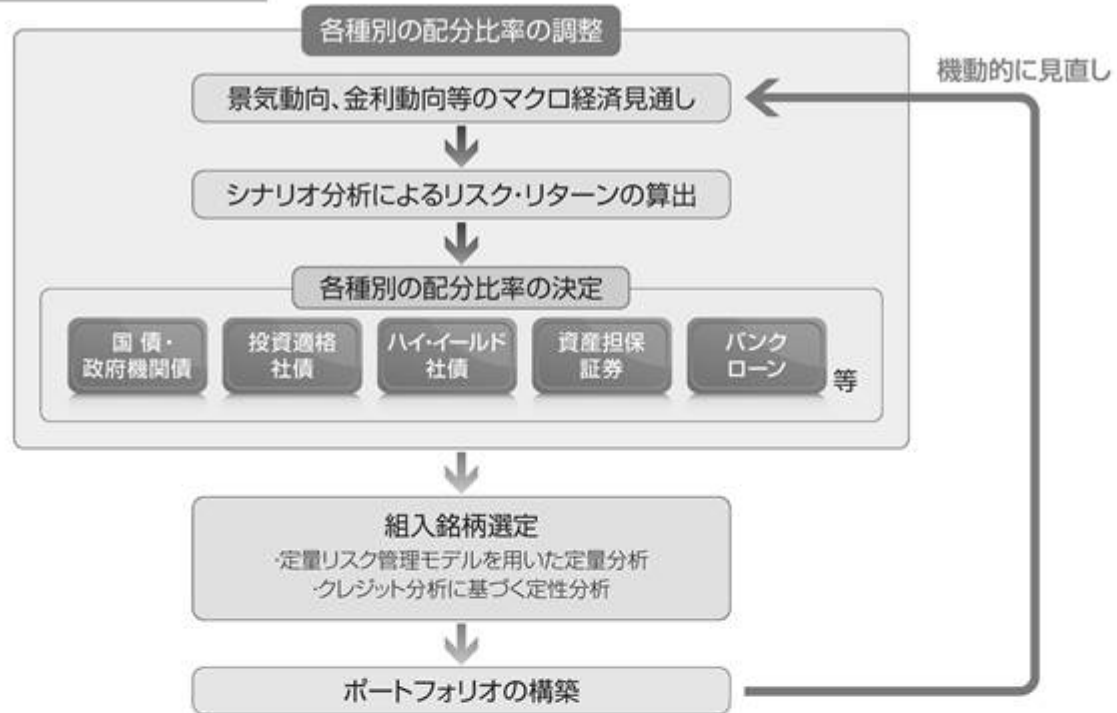 各種別の配分比率の調整
機動的に見直し
景気動向、金利動向等のマクロ経済見通し
シナリオ分析によるリスク・リターンの算出
各種別の配分比率の決定
国 債・
政府機関債
投資適格
社債
ハイ・イールド
社債
資産担保
証券
バンク
ローン
等
組入銘柄選定
・定量リスク管理モデルを用いた定量分析
・クレジット分析に基づく定性分析
ポートフォリオの構築